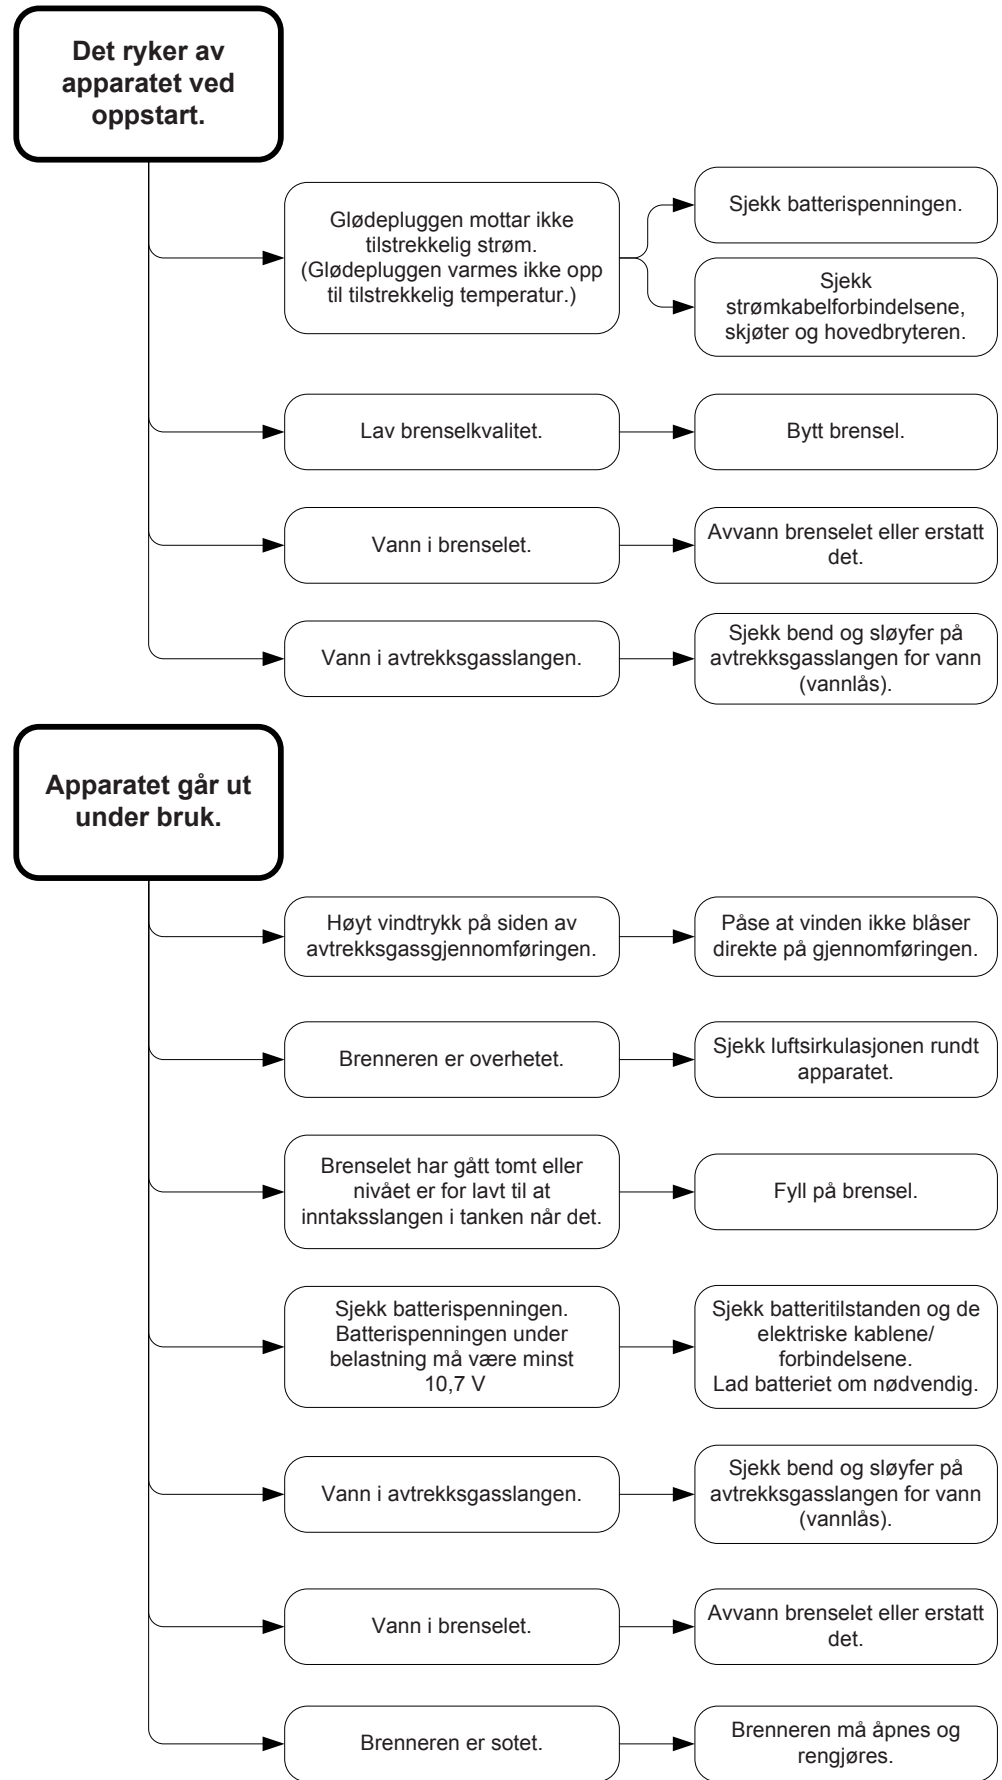 Det ryker av
apparatet ved
oppstart.
Glødepluggen mottar ikke
tilstrekkelig strøm.
(Glødepluggen varmes ikke opp
til tilstrekkelig temperatur.)
Sjekk batterispenningen.
Sjekk
strømkabelforbindelsene,
skjøter og hovedbryteren.
Lav brenselkvalitet.
Bytt brensel.
Vann i brenselet.
Avvann brenselet eller erstatt
det.
Vann i avtrekksgasslangen.
Sjekk bend og sløyfer på
avtrekksgasslangen for vann
(vannlås).
Apparatet går ut
under bruk.
Høyt vindtrykk på siden av
avtrekksgassgjennomføringen.
Påse at vinden ikke blåser
direkte på gjennomføringen.
Brenneren er overhetet.
Sjekk luftsirkulasjonen rundt
apparatet.
Brenselet har gått tomt eller
nivået er for lavt til at
inntaksslangen i tanken når det.
Fyll på brensel.
Sjekk batterispenningen.
Batterispenningen under
belastning må være minst
10,7 V
Sjekk batteritilstanden og de
elektriske kablene/
forbindelsene.
Lad batteriet om nødvendig.
Vann i avtrekksgasslangen.
Sjekk bend og sløyfer på
avtrekksgasslangen for vann
(vannlås).
Vann i brenselet.
Avvann brenselet eller erstatt
det.
Brenneren er sotet.
Brenneren må åpnes og
rengjøres.